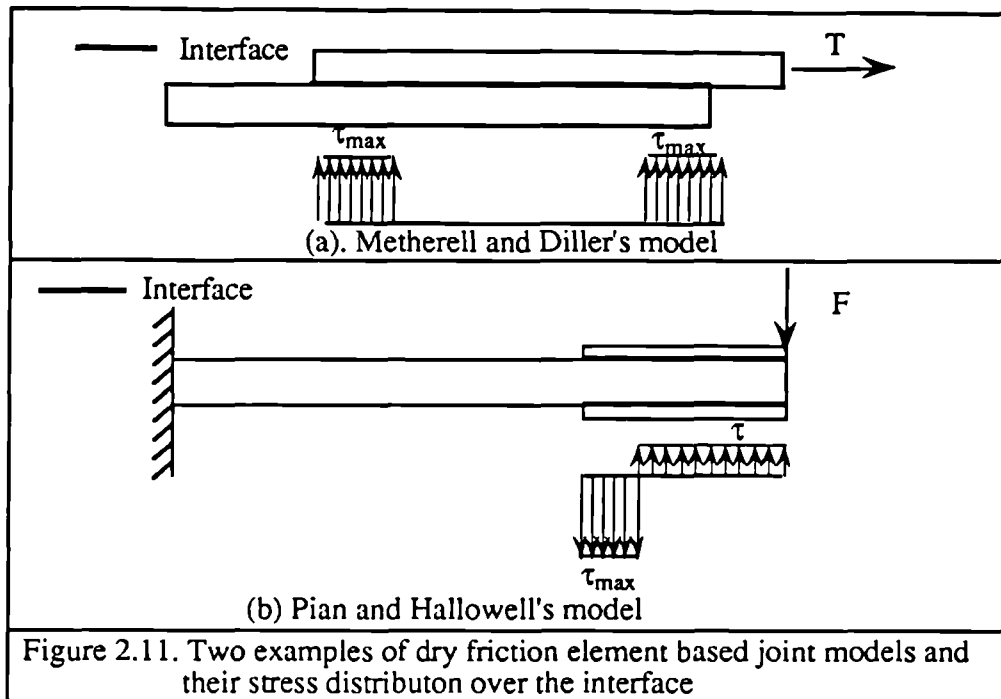 Interface
T
τmax
τmax
(a). Metherell and Diller's model
Interface
F
τ
τmax
(b) Pian and Hallowell's model
Figure 2.11. Two examples of dry friction element based joint models and
their stress distributon over the interface